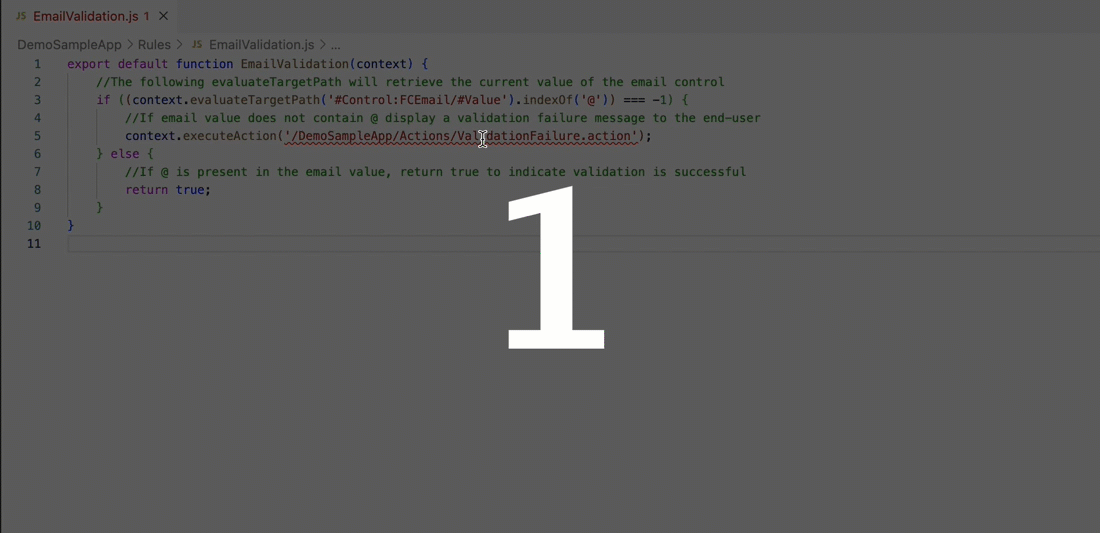 JS EmailValidation.js 1 ×
DemoSampleApp > Rules > JS EmailValidation.js > ...
1 export default function EmailValidation(context) {
2 //The following evaluateTargetPath will retrieve the current value of the email control
3 if ((context.evaluateTargetPath('#Control:FCEmail/#Value').indexOf('@')) === -1) {
4 //If email value does not contain @ display a validation failure message to the end-user
5 context.executeAction('/DemoSampleApp/Actions/ValidationFailure.action');
6 } else {
7 //If @ is present in the email value, return true to indicate validation is successful
8 return true;
9 }
10 }
11
1